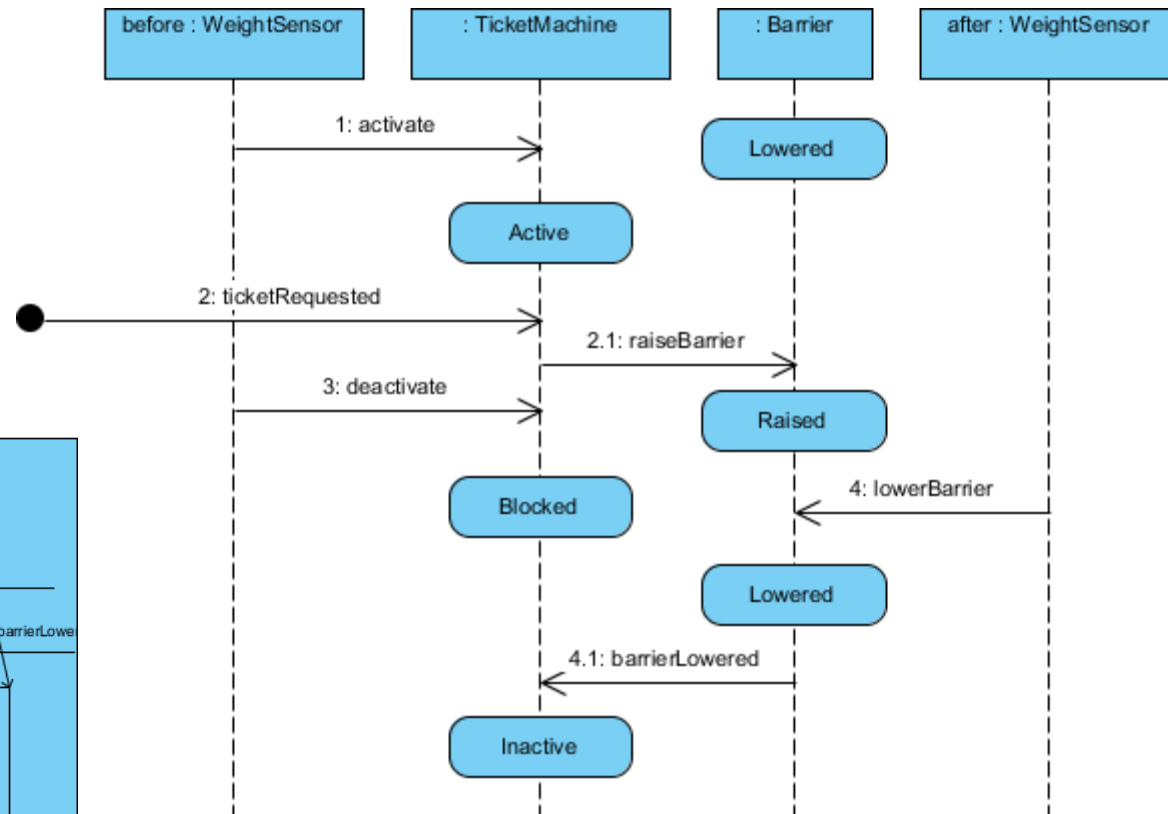 before : WeightSensor
: TicketMachine
: Barrier
after : WeightSensor
1: activate
Lowered
Active
2: ticketRequested
2.1: raiseBarrier
3: deactivate
Raised
4: lowerBarrier
Blocked
Lowered
barrierLowe
4.1: barrierLowered
Inactive